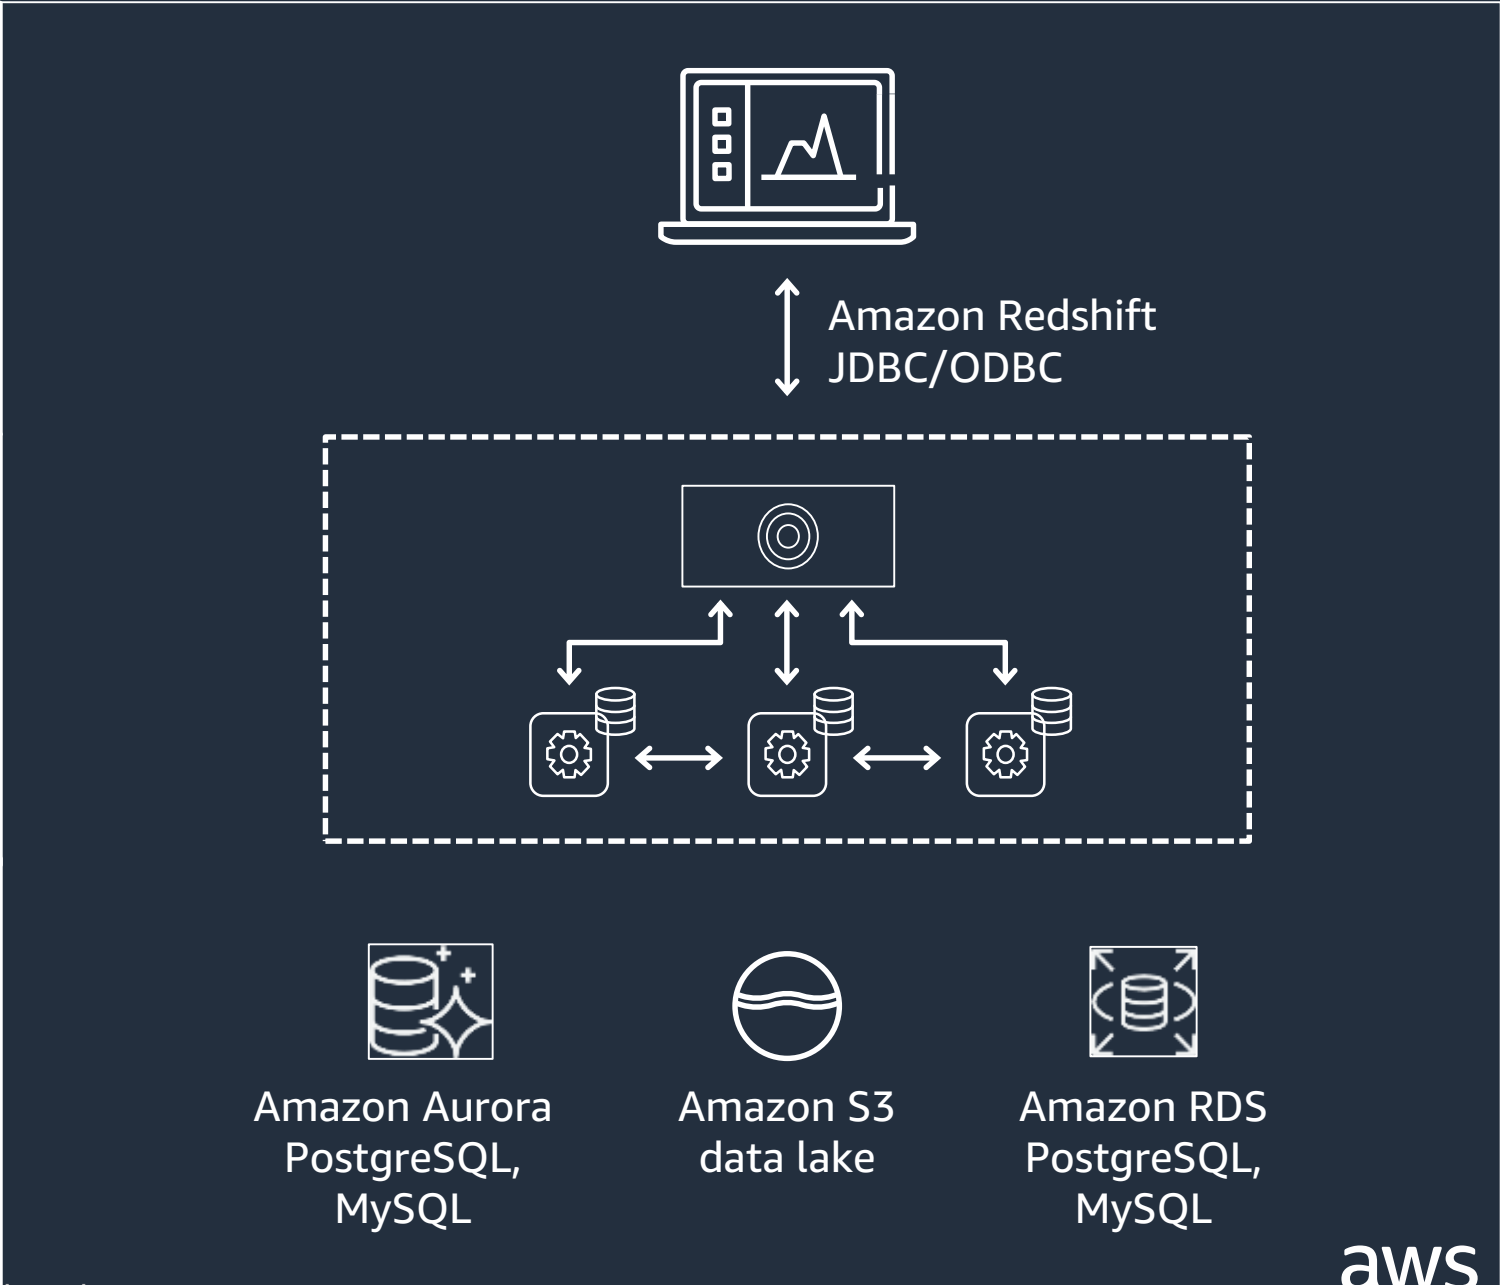 Amazon Redshift
JDBC/ODBC
Amazon Aurora
PostgreSQL,
MySQL
Amazon S3
data lake
Amazon RDS
PostgreSQL,
MySQL
aws